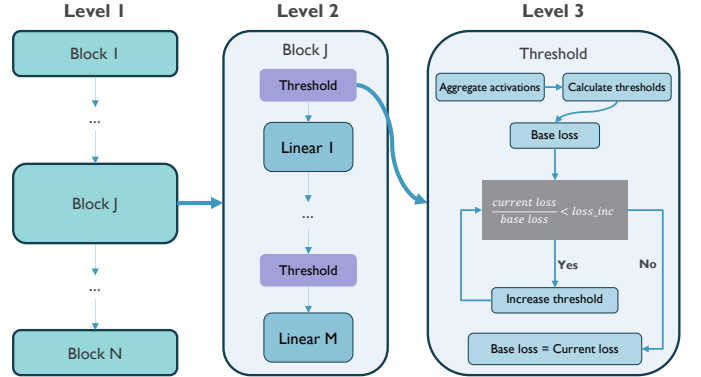 Level 1
Level 2
Level 3
Block 1
...
Block J
...
Block N
Block J
Threshold
Linear 1
...
Threshold
Linear M
Threshold
Aggregate activations
Calculate thresholds
Base loss
current loss
base loss
< loss_inc
Yes
No
Increase threshold
Base loss = Current loss